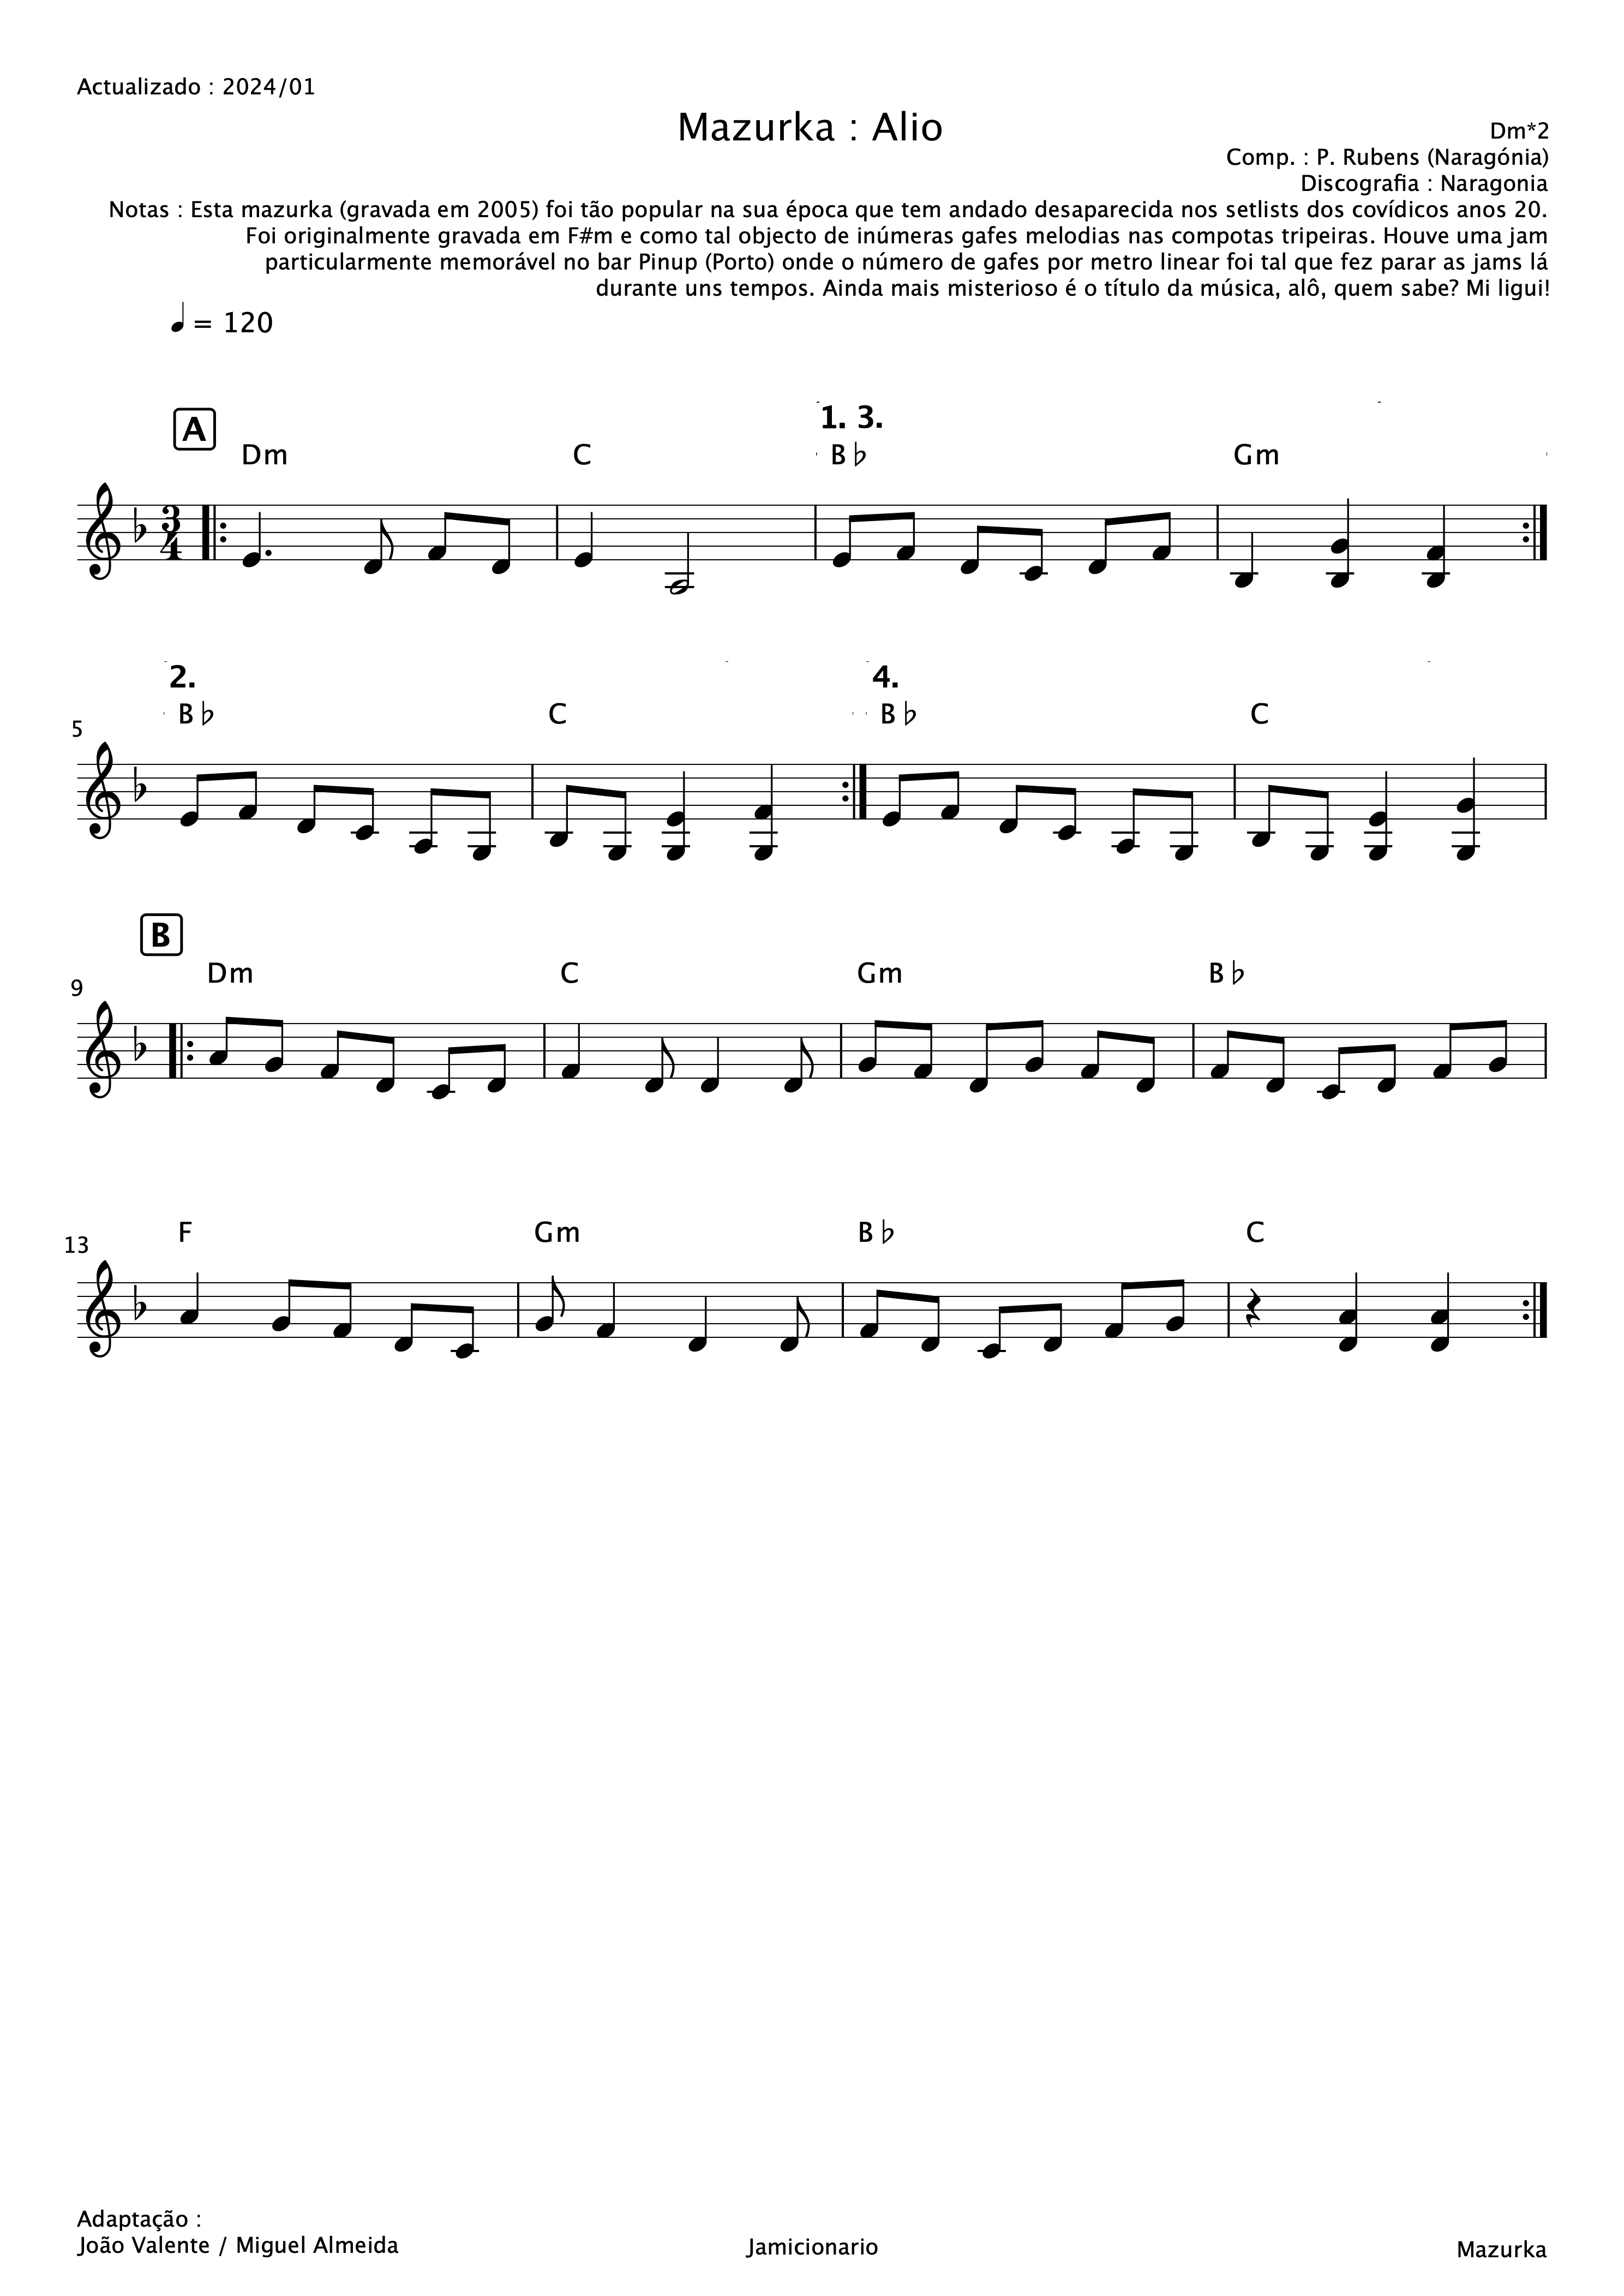 Actualizado : 2024/01
Mazurka : Alio
Dm*2
Comp. : P. Rubens (Naragónia)
Discografia : Naragonia
Notas : Esta mazurka (gravada em 2005) foi tão popular na sua época que tem andado desaparecida nos setlists dos covídicos anos 20.
Foi originalmente gravada em F#m e como tal objecto de inúmeras gafes melodias nas compotas tripeiras. Houve uma jam
particularmente memorável no bar Pinup (Porto) onde o número de gafes por metro linear foi tal que fez parar as jams lá
durante uns tempos. Ainda mais misterioso é o título da música, alô, quem sabe? Mi ligui!
♩ = 120
A
1. 3.
Dm C B♭ Gm
3
4
2. 4.
B♭ C B♭ C
5
B
Dm C Gm B♭
9
F Gm B♭ C
13
Adaptação :
João Valente / Miguel Almeida
Jamicionario
Mazurka